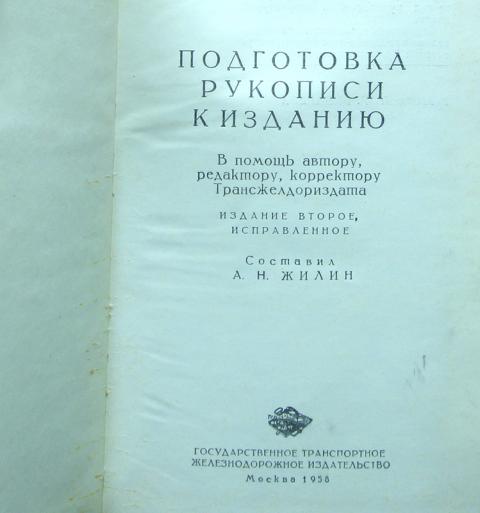 ПОДГОТОВКА
РУКОПИСИ
К ИЗДАНИЮ
В помощь автору,
редактору, корректору
Трансжелдориздата
ИЗДАНИЕ ВТОРОЕ,
ИСПРАВЛЕННОЕ
Составил
А. Н. ЖИЛИН
ГОСУДАРСТВЕННОЕ ТРАНСПОРТНОЕ
ЖЕЛЕЗНОДОРОЖНОЕ ИЗДАТЕЛЬСТВО
Москва 1958